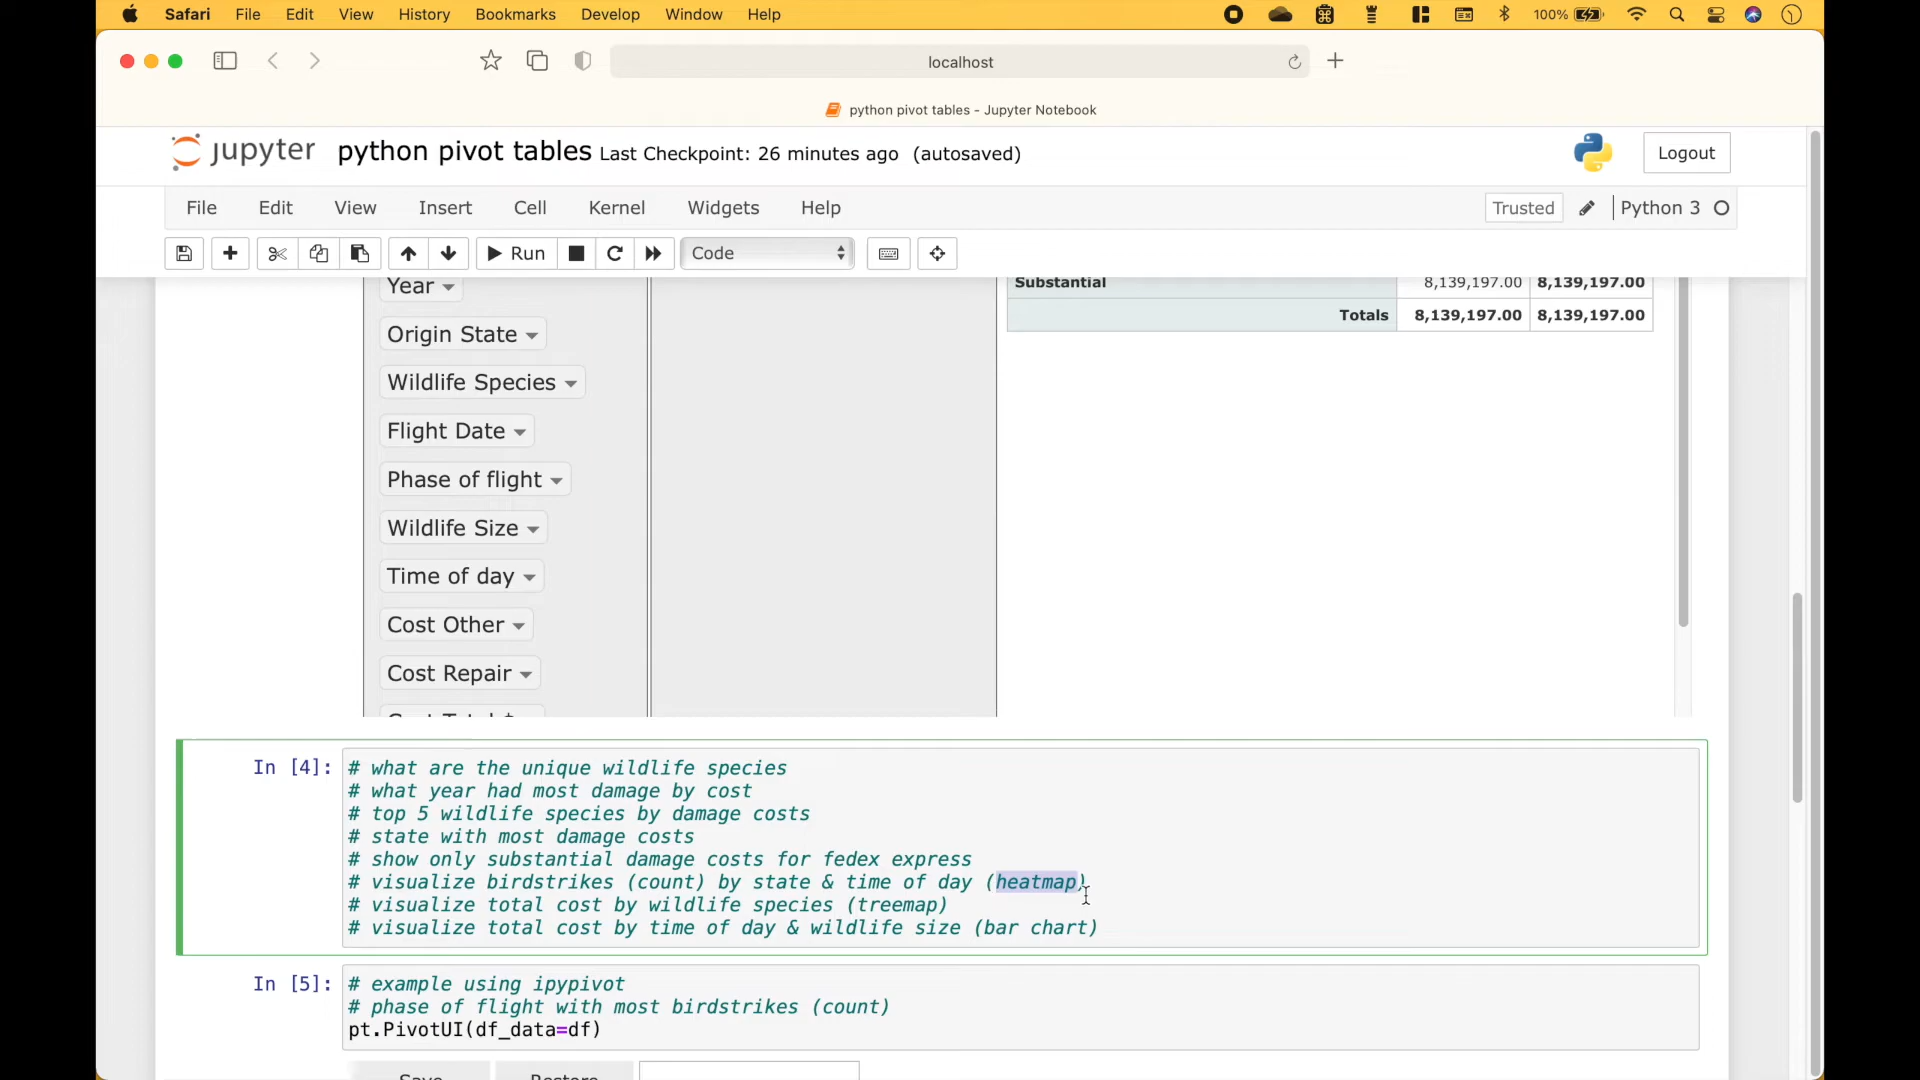 Safari File Edit View History Bookmarks Develop Window Help 100%
localhost
python pivot tables - Jupyter Notebook
jupyter python pivot tables Last Checkpoint: 26 minutes ago (autosaved) Logout
File Edit View Insert Cell Kernel Widgets Help Trusted Python 3
Run Code
Year
Substantial 8,139,197.00 8,139,197.00
Totals 8,139,197.00 8,139,197.00
Origin State
Wildlife Species
Flight Date
Phase of flight
Wildlife Size
Time of day
Cost Other
Cost Repair
In [4]: # what are the unique wildlife species
# what year had most damage by cost
# top 5 wildlife species by damage costs
# state with most damage costs
# show only substantial damage costs for fedex express
# visualize birdstrikes (count) by state & time of day (heatmap)
# visualize total cost by wildlife species (treemap)
# visualize total cost by time of day & wildlife size (bar chart)
In [5]: # example using ipypivot
# phase of flight with most birdstrikes (count)
pt.PivotUI(df_data=df)
Save Restore